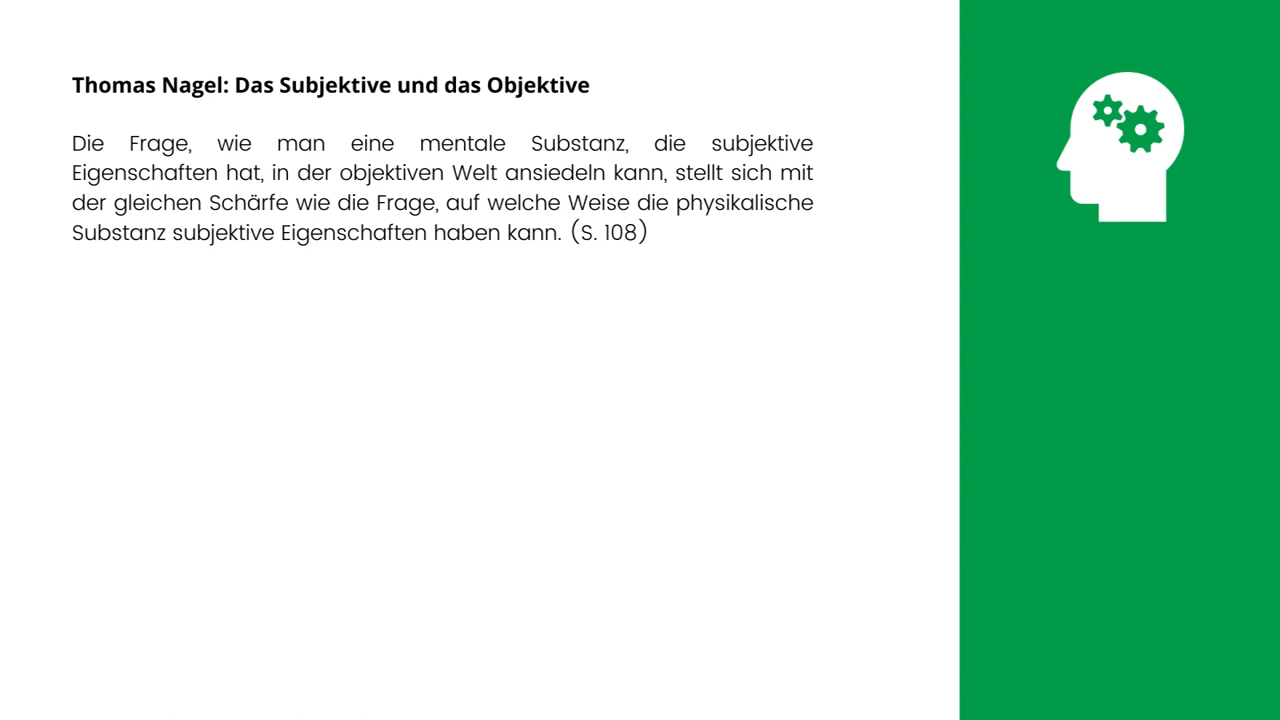 Thomas Nagel: Das Subjektive und das Objektive
Die Frage, wie man eine mentale Substanz, die subjektive
Eigenschaften hat, in der objektiven Welt ansiedeln kann, stellt sich mit
der gleichen Schärfe wie die Frage, auf welche Weise die physikalische
Substanz subjektive Eigenschaften haben kann. (S. 108)